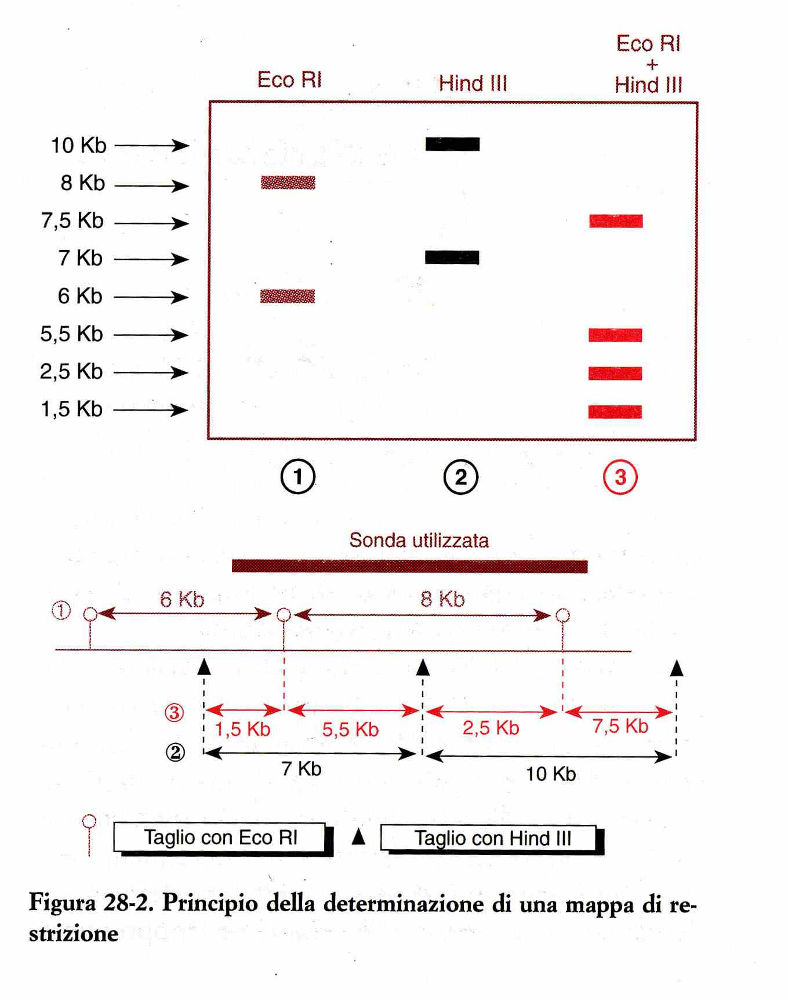 Eco RI
Hind III
Eco RI
+
Hind III
10 Kb
8 Kb
7,5 Kb
7 Kb
6 Kb
5,5 Kb
2,5 Kb
1,5 Kb
1
2
3
Sonda utilizzata
1
6 Kb
8 Kb
3
1,5 Kb
5,5 Kb
2,5 Kb
7,5 Kb
2
7 Kb
10 Kb
Taglio con Eco RI
Taglio con Hind III
Figura 28-2. Principio della determinazione di una mappa di re-
strizione